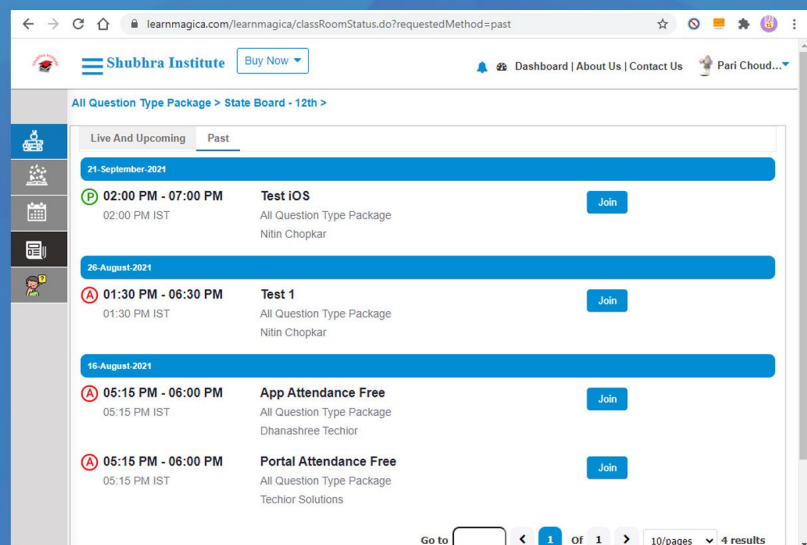 learnmagica.com/learnmagica/classRoomStatus.do?requestedMethod=past
Shubhra Institute
Buy Now
Dashboard | About Us | Contact Us
Pari Choud...
All Question Type Package > State Board - 12th >
Live And Upcoming Past
21-September-2021
P 02:00 PM - 07:00 PM Test iOS Join
02:00 PM IST All Question Type Package
Nitin Chopkar
26-August-2021
A 01:30 PM - 06:30 PM Test 1 Join
01:30 PM IST All Question Type Package
Nitin Chopkar
16-August-2021
A 05:15 PM - 06:00 PM App Attendance Free Join
05:15 PM IST All Question Type Package
Dhanashree Techior
A 05:15 PM - 06:00 PM Portal Attendance Free Join
05:15 PM IST All Question Type Package
Techior Solutions
Go to 1 Of 1 10/pages 4 results